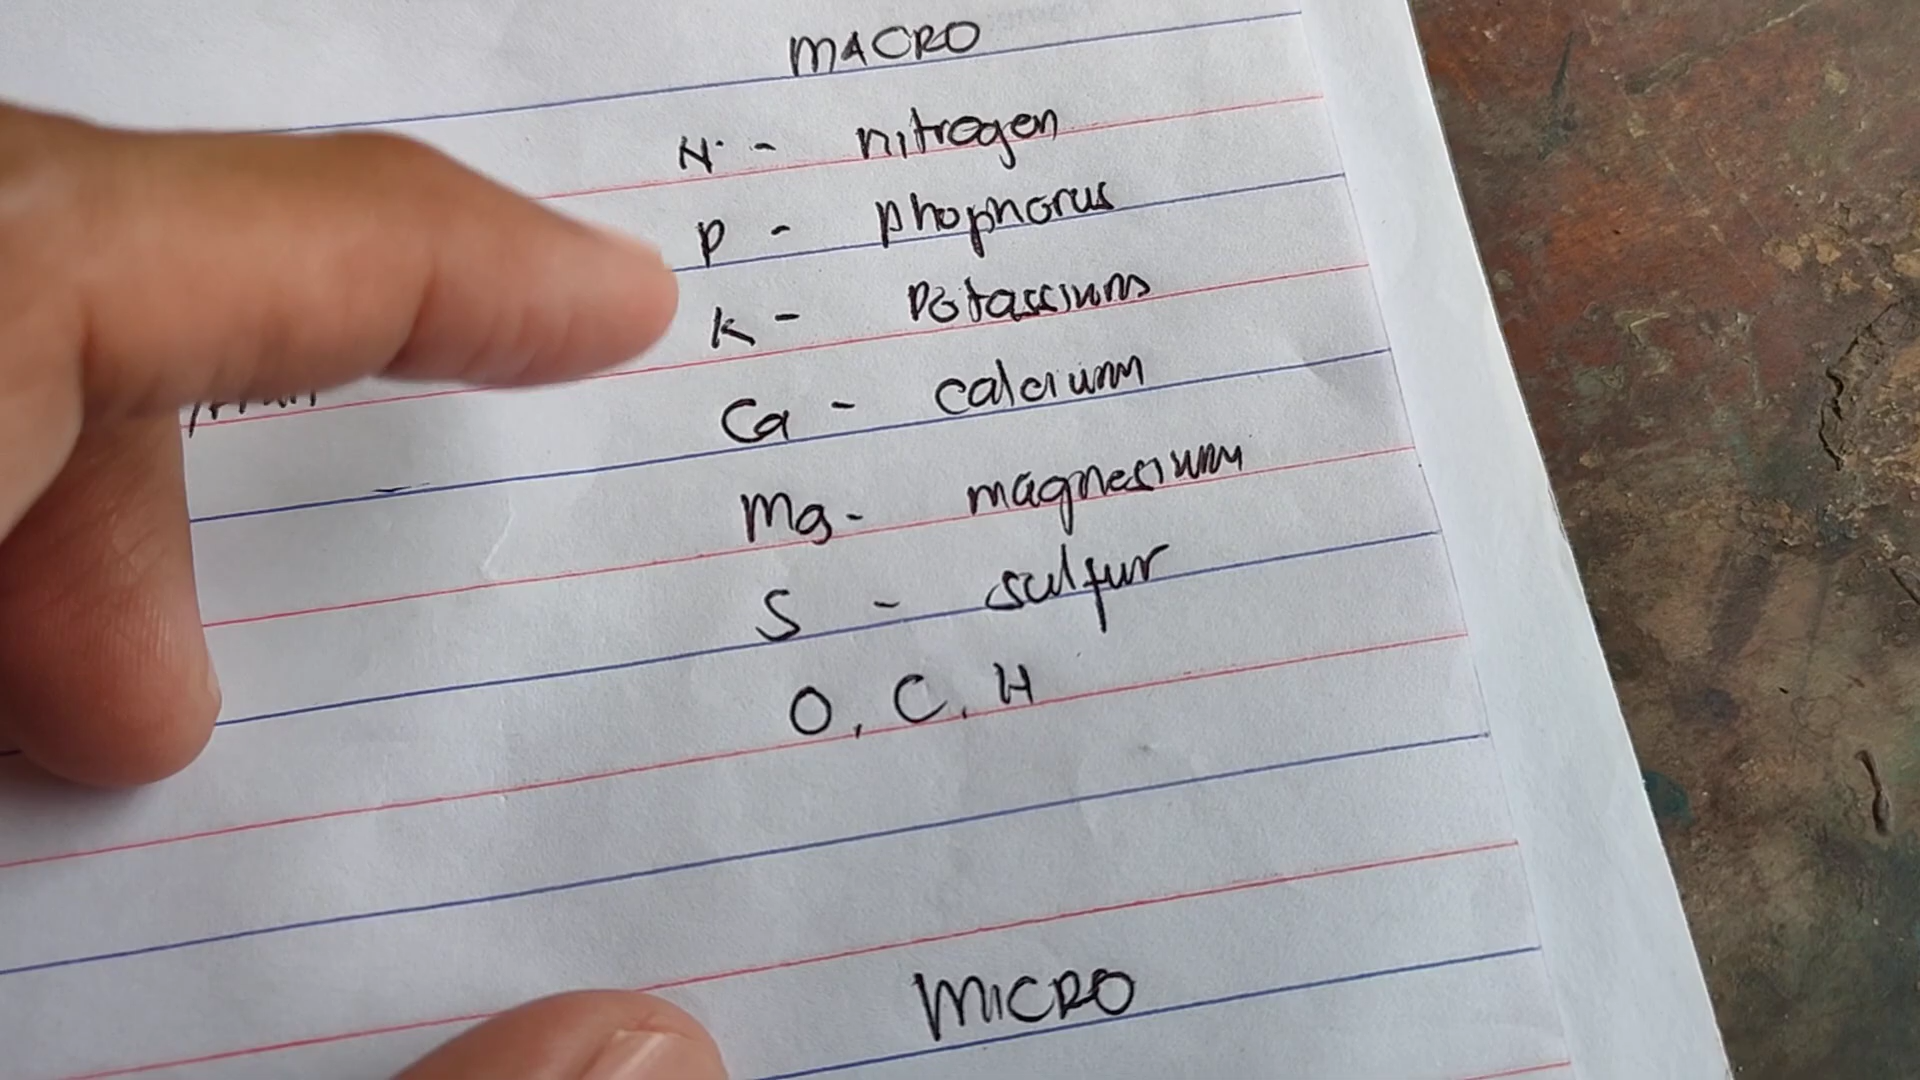 MACRO
N - nitrogen
P - phophorus
K - Potassium
Ca - calcium
Mg - magnesium
S - sulfur
O, C, H
MICRO